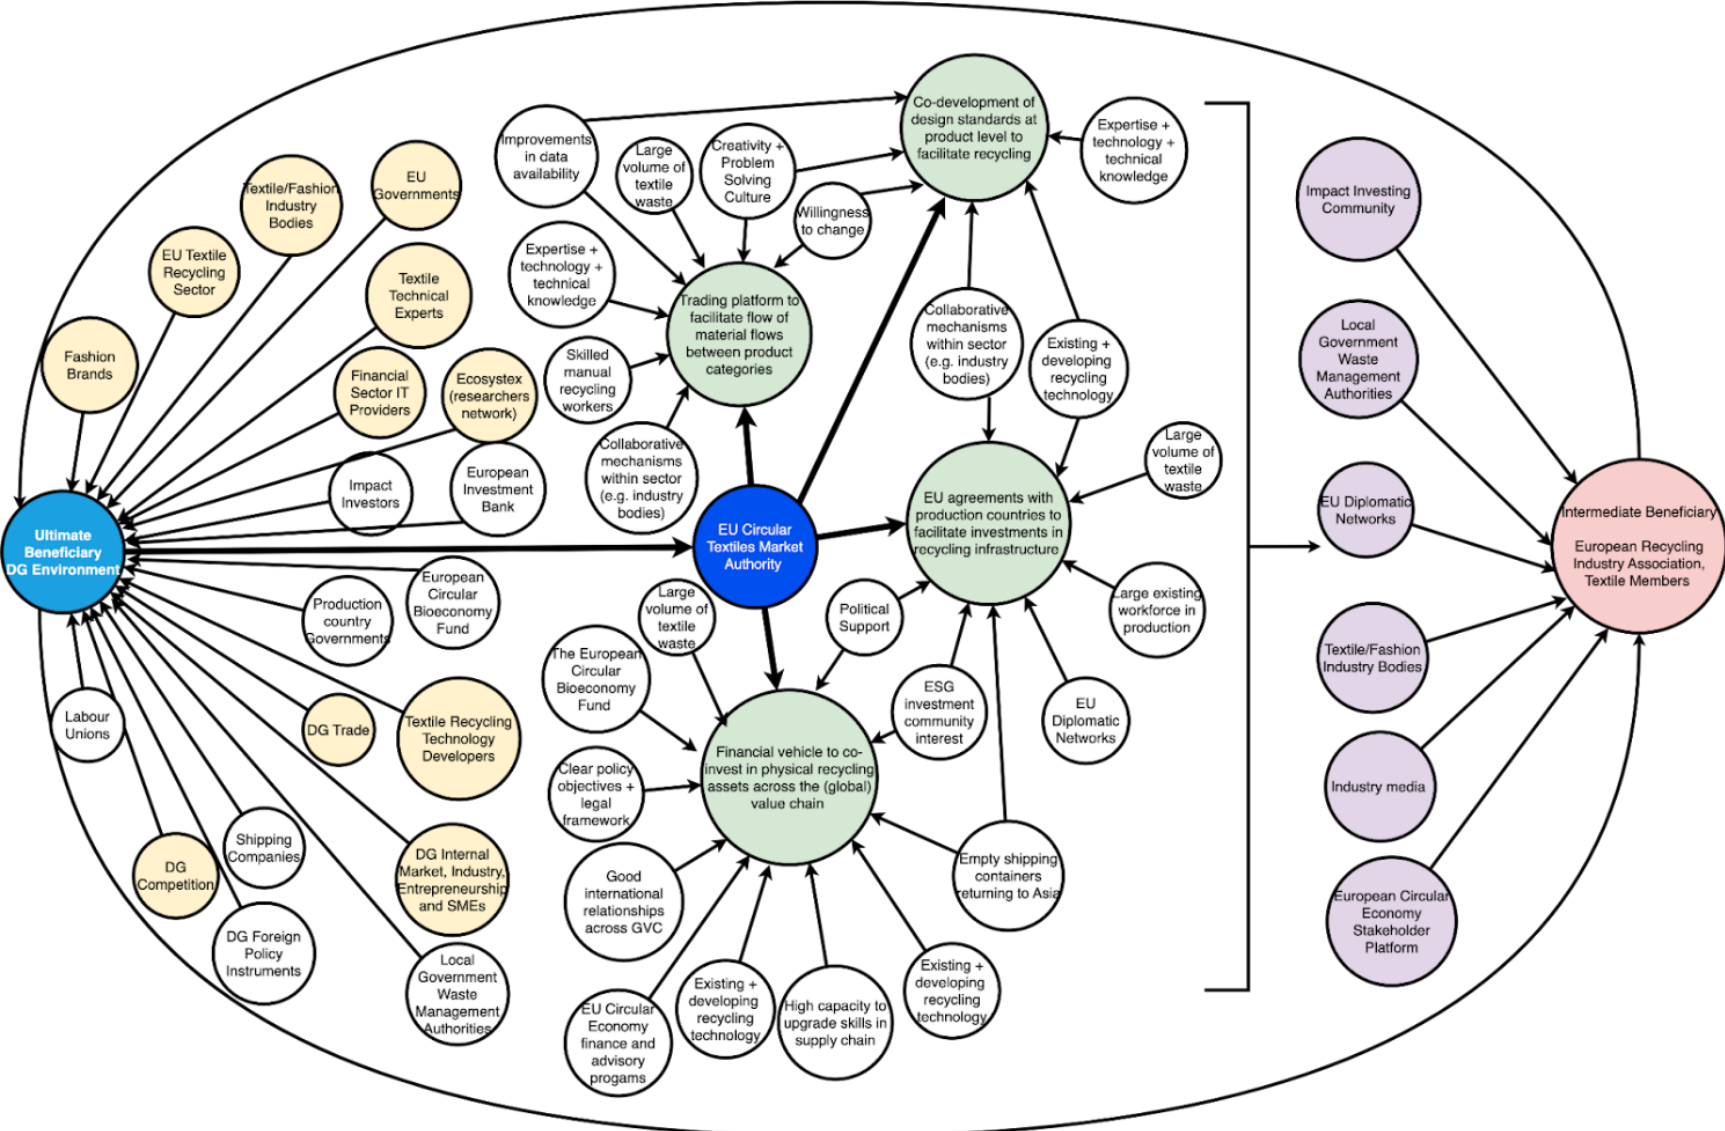 Co-development of
design standards at
product level to
facilitate recycling
Expertise +
technology +
technical
knowledge
Improvements
in data
availability
Large
volume of
textile
waste
Creativity +
Problem
Solving
Culture
Willingness
to change
Textile/Fashion
Industry
Bodies
EU
Governments
EU Textile
Recycling
Sector
Textile
Technical
Experts
Fashion
Brands
Financial
Sector IT
Providers
Ecosystex
(researchers
network)
Impact
Investors
European
Investment
Bank
Expertise +
technology +
technical
knowledge
Skilled
manual
recycling
workers
Collaborative
mechanisms
within sector
(e.g. industry
bodies)
Trading platform to
facilitate flow of
material flows
between product
categories
Collaborative
mechanisms
within sector
(e.g. industry
bodies)
Existing +
developing
recycling
technology
Large
volume of
textile
waste
EU agreements with
production countries to
facilitate investments in
recycling infrastructure
Ultimate
Beneficiary
DG Environment
EU Circular
Textiles Market
Authority
Production
country
Governments
European
Circular
Bioeconomy
Fund
Large
volume of
textile
waste
Political
Support
Large existing
workforce in
production
The European
Circular
Bioeconomy
Fund
ESG
investment
community
interest
EU
Diplomatic
Networks
Labour
Unions
DG Trade
Textile Recycling
Technology
Developers
Clear policy
objectives +
legal
framework
Financial vehicle to co-
invest in physical recycling
assets across the (global)
value chain
Shipping
Companies
DG
Competition
DG Internal
Market, Industry,
Entrepreneurship
and SMEs
Good
international
relationships
across GVC
Empty shipping
containers
returning to Asia
DG Foreign
Policy
Instruments
Local
Government
Waste
Management
Authorities
EU Circular
Economy
finance and
advisory
progams
Existing +
developing
recycling
technology
High capacity to
upgrade skills in
supply chain
Existing +
developing
recycling
technology
Impact Investing
Community
Local
Government
Waste
Management
Authorities
EU Diplomatic
Networks
Textile/Fashion
Industry Bodies
Industry media
European Circular
Economy
Stakeholder
Platform
Intermediate Beneficiary
European Recycling
Industry Association,
Textile Members